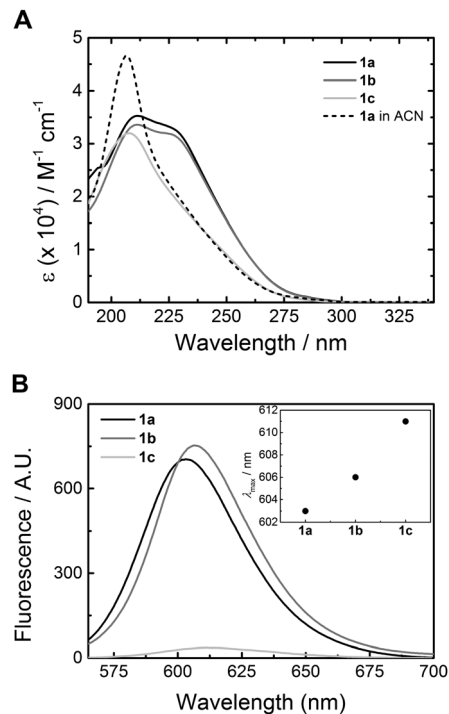 A
5
4
3
2
1
0
ε (x 10⁴) / M⁻¹ cm⁻¹
1a
1b
1c
1a in ACN
200 225 250 275 300 325
Wavelength / nm
B
900
600
300
0
Fluorescence / A.U.
1a
1b
1c
612
610
608
606
604
602
λmax / nm
1a 1b 1c
575 600 625 650 675 700
Wavelength (nm)